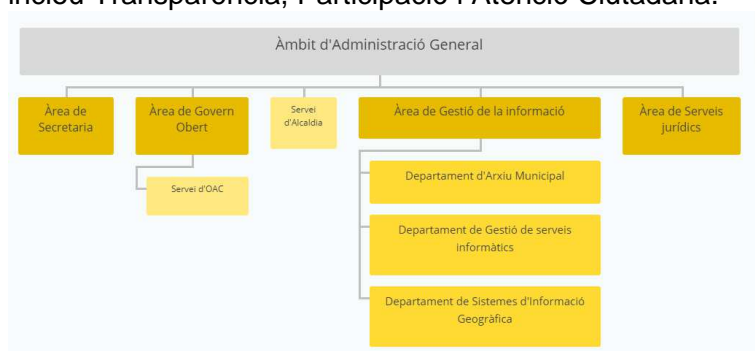 inclou Transparència, Participació i Atenció Ciutadana.
Àmbit d'Administració General
Àrea de
Secretaria
Àrea de Govern
Obert
Servei
d'Alcaldia
Àrea de Gestió de la informació
Àrea de Serveis
jurídics
Servei d'OAC
Departament d'Arxiu Municipal
Departament de Gestió de serveis
informàtics
Departament de Sistemes d'Informació
Geogràfica